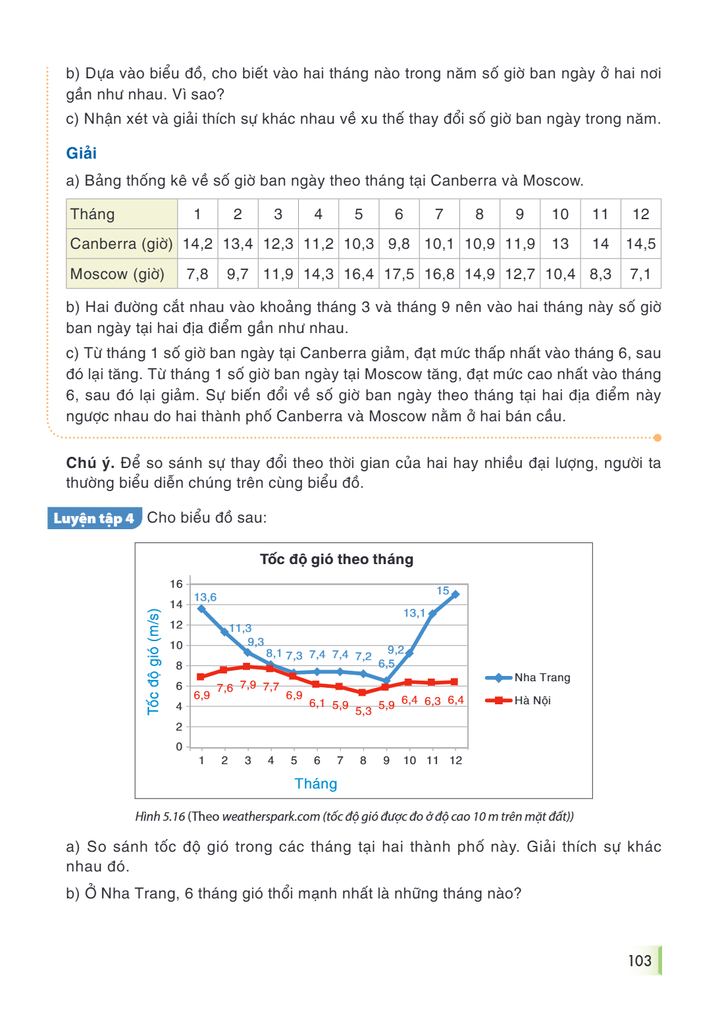 b) Dựa vào biểu đồ, cho biết vào hai tháng nào trong năm số giờ ban ngày ở hai nơi
gần như nhau. Vì sao?
c) Nhận xét và giải thích sự khác nhau về xu thế thay đổi số giờ ban ngày trong năm.
Giải
a) Bảng thống kê về số giờ ban ngày theo tháng tại Canberra và Moscow.
Tháng 1 2 3 4 5 6 7 8 9 10 11 12
Canberra (giờ) 14,2 13,4 12,3 11,2 10,3 9,8 10,1 10,9 11,9 13 14 14,5
Moscow (giờ) 7,8 9,7 11,9 14,3 16,4 17,5 16,8 14,9 12,7 10,4 8,3 7,1
b) Hai đường cắt nhau vào khoảng tháng 3 và tháng 9 nên vào hai tháng này số giờ
ban ngày tại hai địa điểm gần như nhau.
c) Từ tháng 1 số giờ ban ngày tại Canberra giảm, đạt mức thấp nhất vào tháng 6, sau
đó lại tăng. Từ tháng 1 số giờ ban ngày tại Moscow tăng, đạt mức cao nhất vào tháng
6, sau đó lại giảm. Sự biến đổi về số giờ ban ngày theo tháng tại hai địa điểm này
ngược nhau do hai thành phố Canberra và Moscow nằm ở hai bán cầu.
Chú ý. Để so sánh sự thay đổi theo thời gian của hai hay nhiều đại lượng, người ta
thường biểu diễn chúng trên cùng biểu đồ.
Luyện tập 4 Cho biểu đồ sau:
Tốc độ gió theo tháng
Tốc độ gió (m/s)
16
14
12
10
8
6
4
2
0
13,6 11,3 9,3 8,1 7,3 7,4 7,4 7,2 6,5 9,2 13,1 15
6,9 7,6 7,9 7,7 6,9 6,1 5,9 5,3 5,9 6,4 6,3 6,4
Nha Trang
Hà Nội
1 2 3 4 5 6 7 8 9 10 11 12
Tháng
Hình 5.16 (Theo weatherspark.com (tốc độ gió được đo ở độ cao 10 m trên mặt đất))
a) So sánh tốc độ gió trong các tháng tại hai thành phố này. Giải thích sự khác
nhau đó.
b) Ở Nha Trang, 6 tháng gió thổi mạnh nhất là những tháng nào?
103